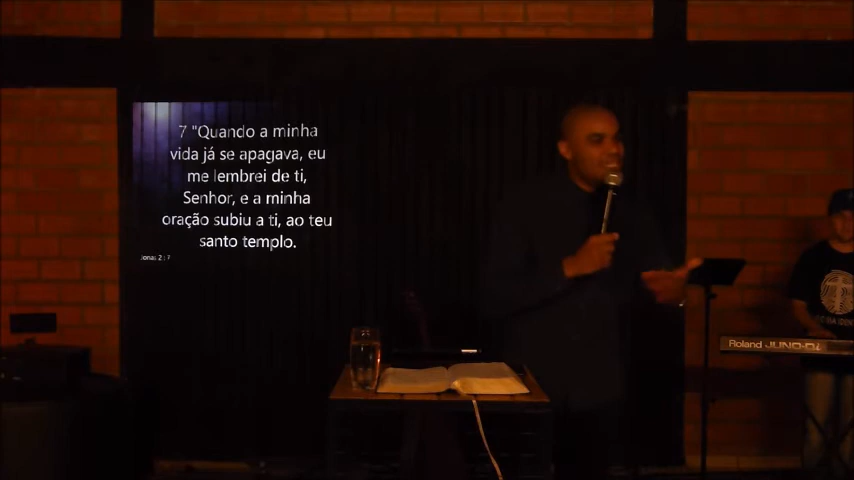 7 "Quando a minha
vida já se apagava, eu
me lembrei de ti,
Senhor, e a minha
oração subiu a ti, ao teu
santo templo.
Jonas 2:7
Roland JUNO-Di